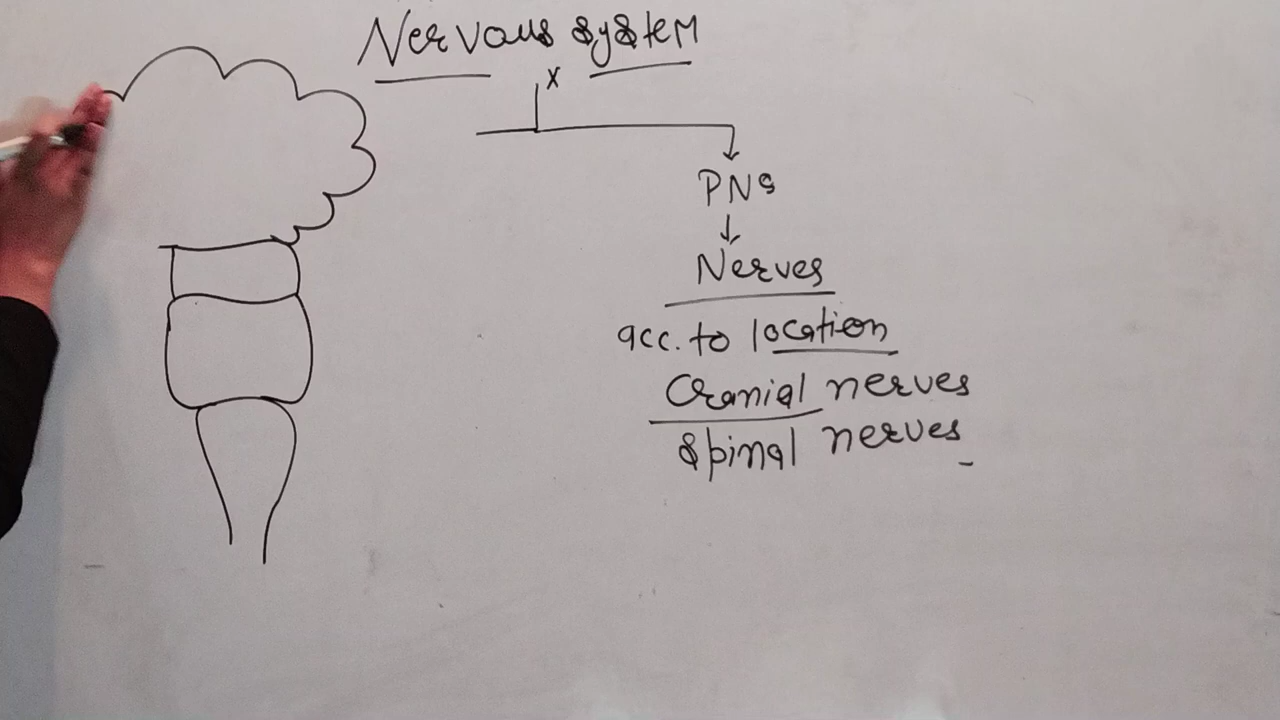 Nervous system
x
PNS
Nerves
acc. to location
Cranial nerves
Spinal nerves